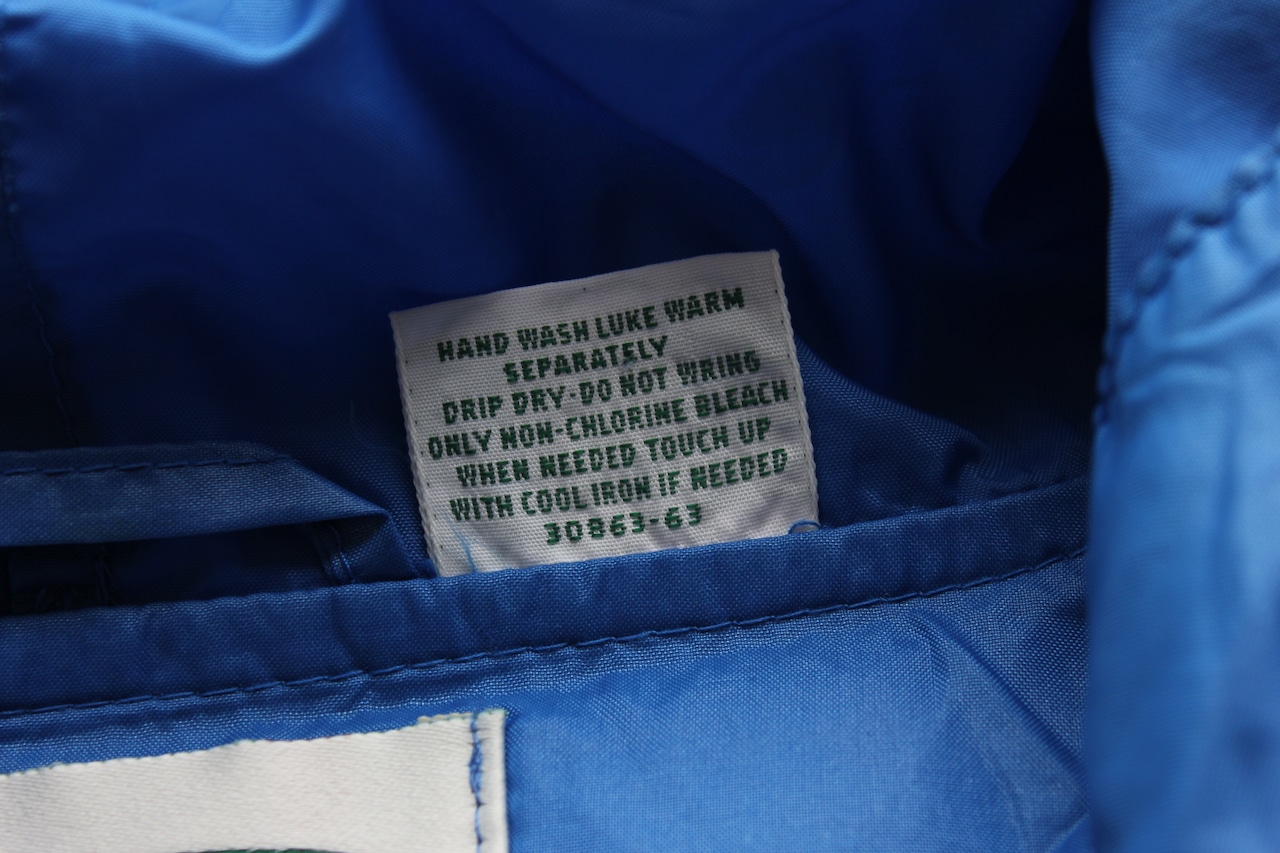 HAND WASH LUKE WARM
SEPARATELY
DRIP DRY-DO NOT WRING
ONLY NON-CHLORINE BLEACH
WHEN NEEDED TOUCH UP
WITH COOL IRON IF NEEDED
30863-63